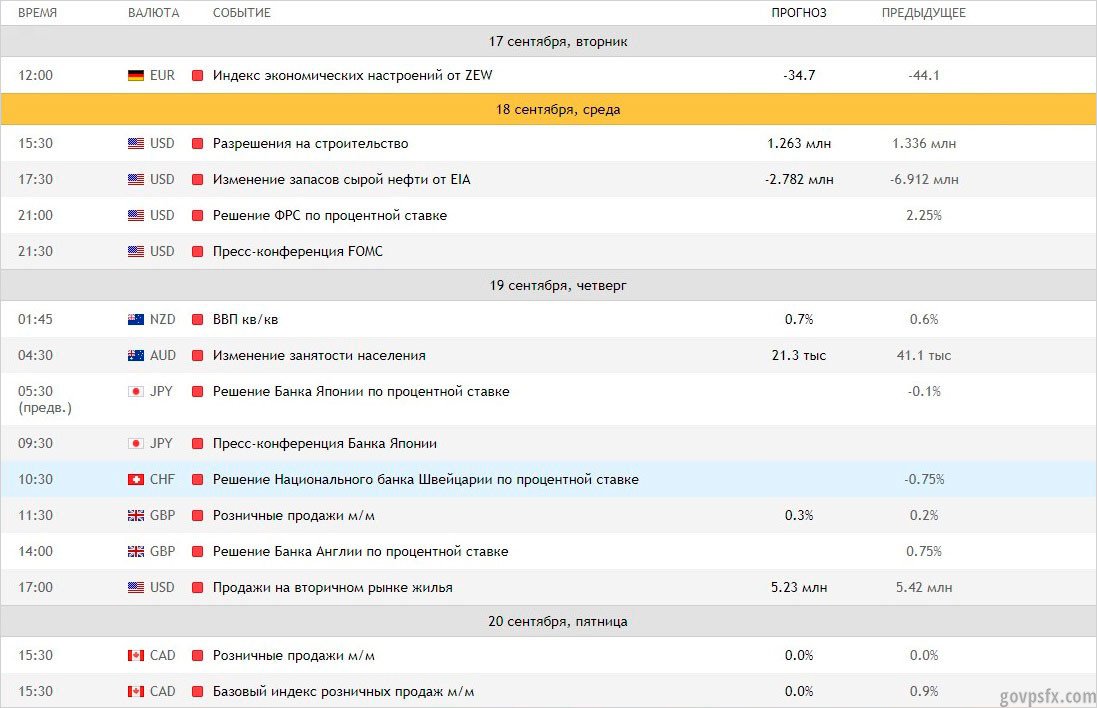 ВРЕМЯ ВАЛЮТА СОБЫТИЕ ПРОГНОЗ ПРЕДЫДУЩЕЕ
17 сентября, вторник
12:00 EUR Индекс экономических настроений от ZEW -34.7 -44.1
18 сентября, среда
15:30 USD Разрешения на строительство 1.263 млн 1.336 млн
17:30 USD Изменение запасов сырой нефти от EIA -2.782 млн -6.912 млн
21:00 USD Решение ФРС по процентной ставке 2.25%
21:30 USD Пресс-конференция FOMC
19 сентября, четверг
01:45 NZD ВВП кв/кв 0.7% 0.6%
04:30 AUD Изменение занятости населения 21.3 тыс 41.1 тыс
05:30 JPY Решение Банка Японии по процентной ставке -0.1%
(предв.)
09:30 JPY Пресс-конференция Банка Японии
10:30 CHF Решение Национального банка Швейцарии по процентной ставке -0.75%
11:30 GBP Розничные продажи м/м 0.3% 0.2%
14:00 GBP Решение Банка Англии по процентной ставке 0.75%
17:00 USD Продажи на вторичном рынке жилья 5.23 млн 5.42 млн
20 сентября, пятница
15:30 CAD Розничные продажи м/м 0.0% 0.0%
15:30 CAD Базовый индекс розничных продаж м/м 0.0% 0.9%
govpsfx.com